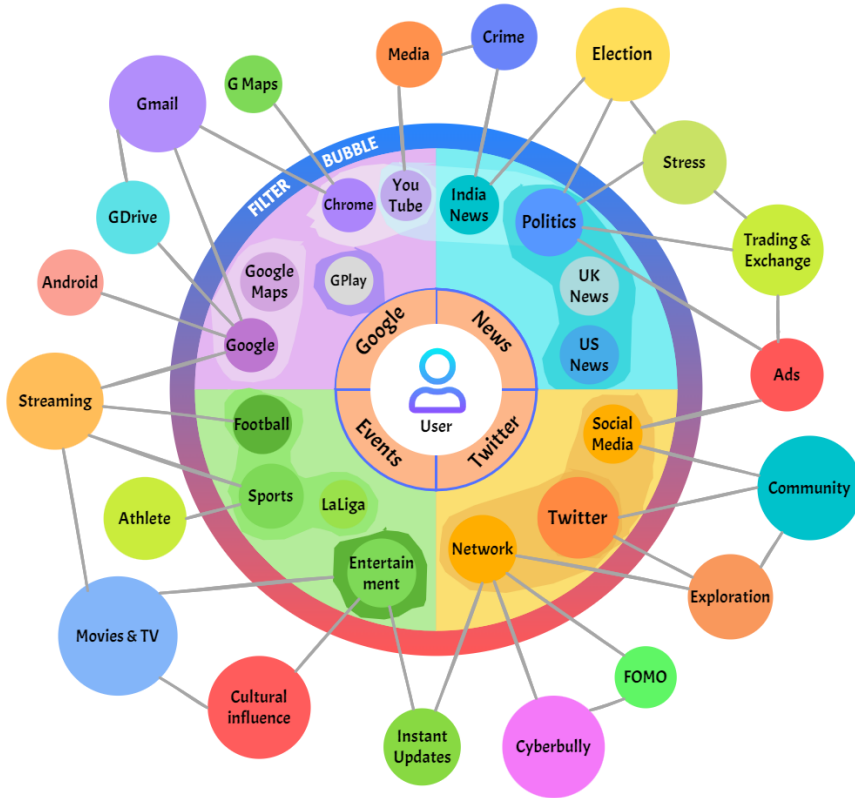 Crime
Media
Election
G Maps
Gmail
FILTER BUBBLE
Stress
You
Tube
Chrome
India
News
Politics
GDrive
Trading &
Exchange
Google
Maps
GPlay
UK
News
Android
Google
News
Google
US
News
Ads
Streaming
User
Football
Social
Media
Events
Twitter
Community
Sports
LaLiga
Athlete
Twitter
Network
Entertain
ment
Exploration
Movies & TV
FOMO
Cultural
influence
Instant
Updates
Cyberbully